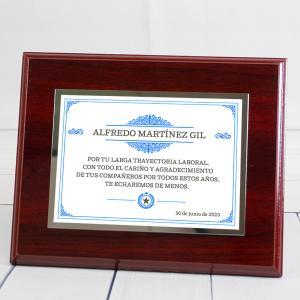 ALFREDO MARTÍNEZ GIL
POR TU LARGA TRAYECTORIA LABORAL.
CON TODO EL CARIÑO Y AGRADECIMIENTO
DE TUS COMPAÑEROS POR TODOS ESTOS AÑOS.
TE ECHAREMOS DE MENOS.
30 de junio de 2023